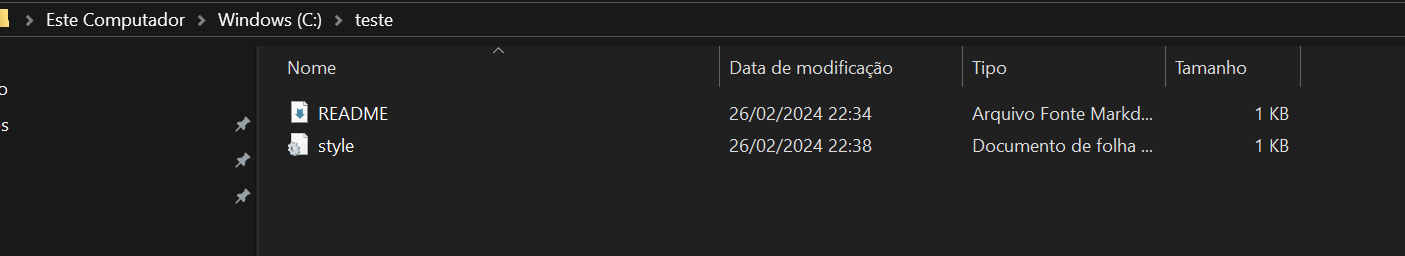 Este Computador > Windows (C:) > teste
Nome Data de modificação Tipo Tamanho
o
README 26/02/2024 22:34 Arquivo Fonte Markd... 1 KB
s
style 26/02/2024 22:38 Documento de folha ... 1 KB